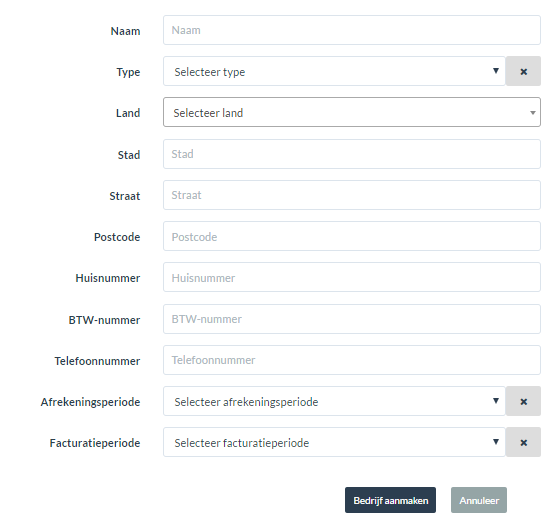 Naam Naam
Type Selecteer type
Land Selecteer land
Stad Stad
Straat Straat
Postcode Postcode
Huisnummer Huisnummer
BTW-nummer BTW-nummer
Telefoonnummer Telefoonnummer
Afrekeningsperiode Selecteer afrekeningsperiode
Facturatieperiode Selecteer facturatieperiode
Bedrijf aanmaken Annuleer